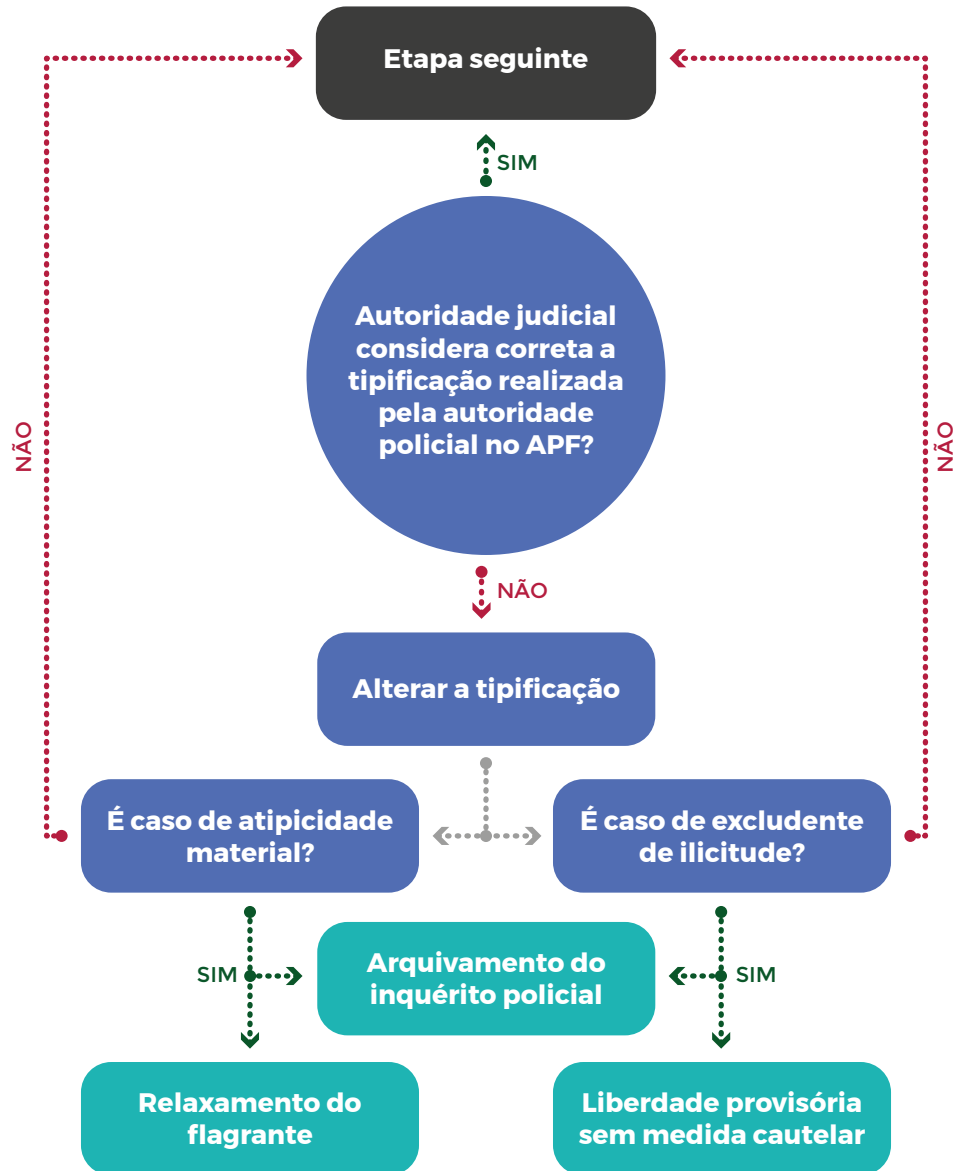 Etapa seguinte
SIM
Autoridade judicial
considera correta a
tipificação realizada
pela autoridade
policial no APF?
NÃO
NÃO
NÃO
Alterar a tipificação
É caso de atipicidade
material?
É caso de excludente
de ilicitude?
SIM
Arquivamento do
inquérito policial
SIM
Relaxamento do
flagrante
Liberdade provisória
sem medida cautelar